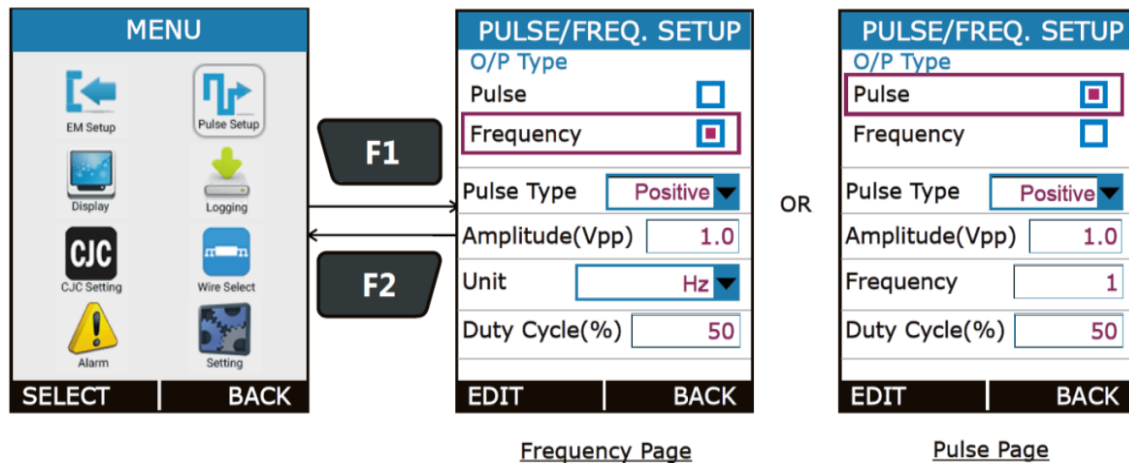 MENU
EM Setup
Pulse Setup
Display
Logging
CJC
CJC Setting
Wire Select
Alarm
Setting
SELECT
BACK
F1
F2
PULSE/FREQ. SETUP
O/P Type
Pulse
Frequency
Pulse Type Positive
Amplitude(Vpp) 1.0
Unit Hz
Duty Cycle(%) 50
EDIT BACK
Frequency Page
OR
PULSE/FREQ. SETUP
O/P Type
Pulse
Frequency
Pulse Type Positive
Amplitude(Vpp) 1.0
Frequency 1
Duty Cycle(%) 50
EDIT BACK
Pulse Page